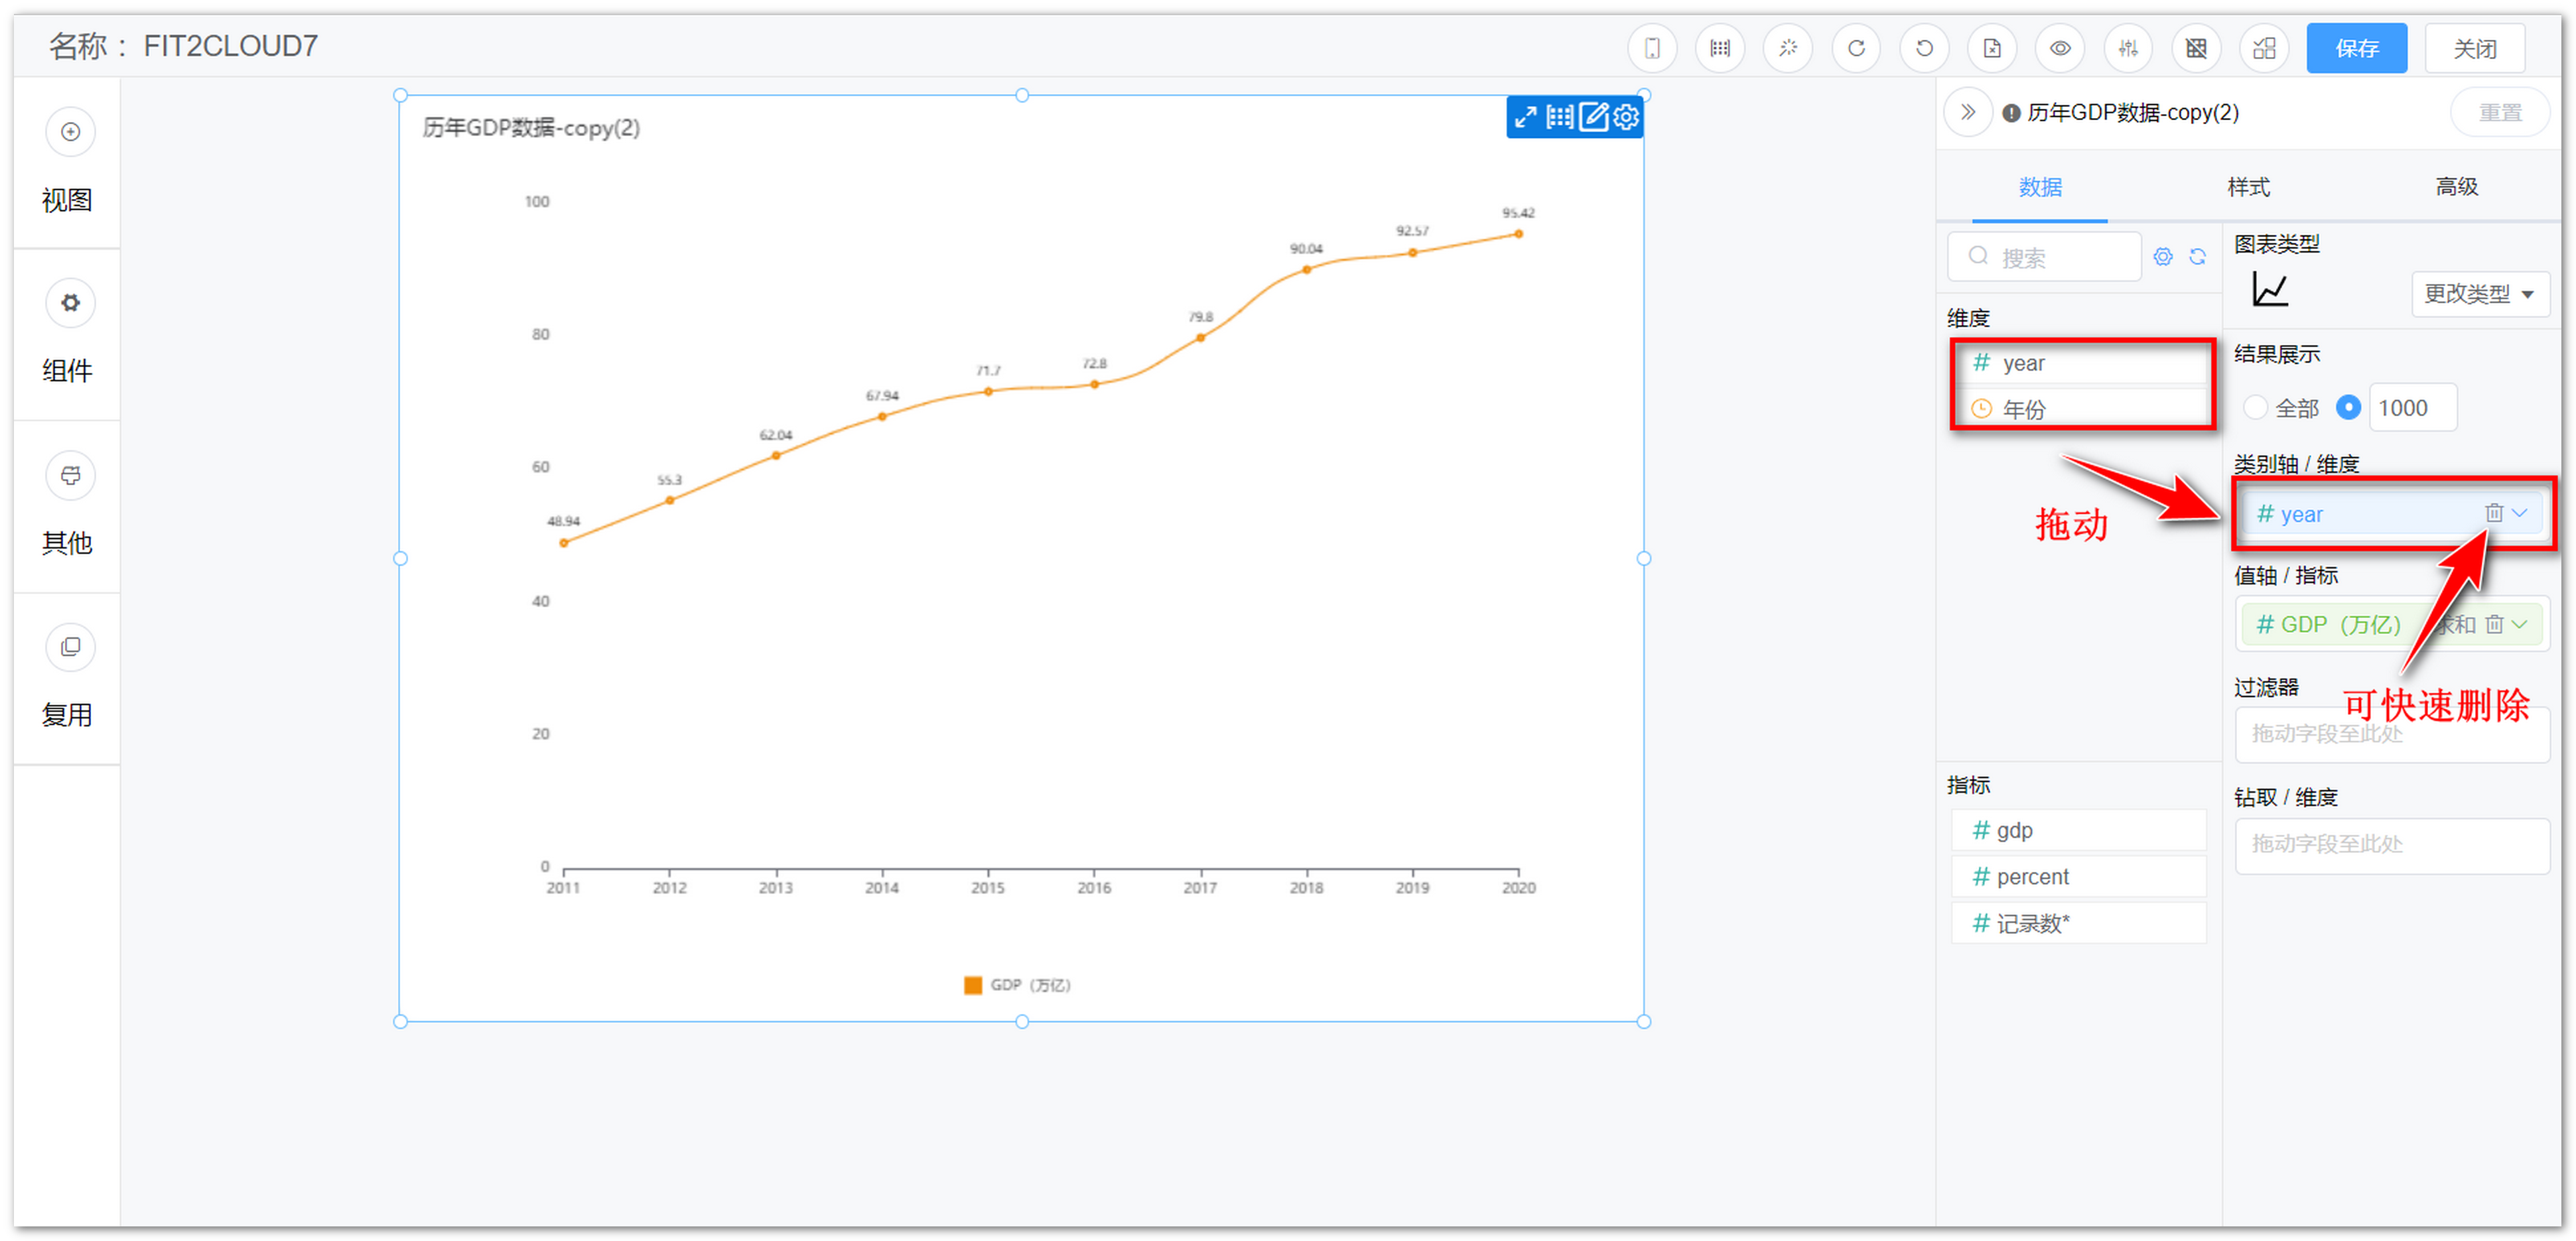 名称： FIT2CLOUD7
保存
关闭
视图
组件
其他
复用
历年GDP数据-copy(2)
100
80
60
40
20
0
48.94
55.3
62.04
67.94
71.7
72.8
79.8
90.04
92.57
95.42
2011 2012 2013 2014 2015 2016 2017 2018 2019 2020
GDP（万亿）
历年GDP数据-copy(2)
重置
数据 样式 高级
搜索
维度
# year
年份
拖动
指标
# gdp
# percent
# 记录数*
图表类型
更改类型
结果展示
全部 1000
类别轴 / 维度
# year
值轴 / 指标
# GDP（万亿） 求和
过滤器
可快速删除
拖动字段至此处
钻取 / 维度
拖动字段至此处